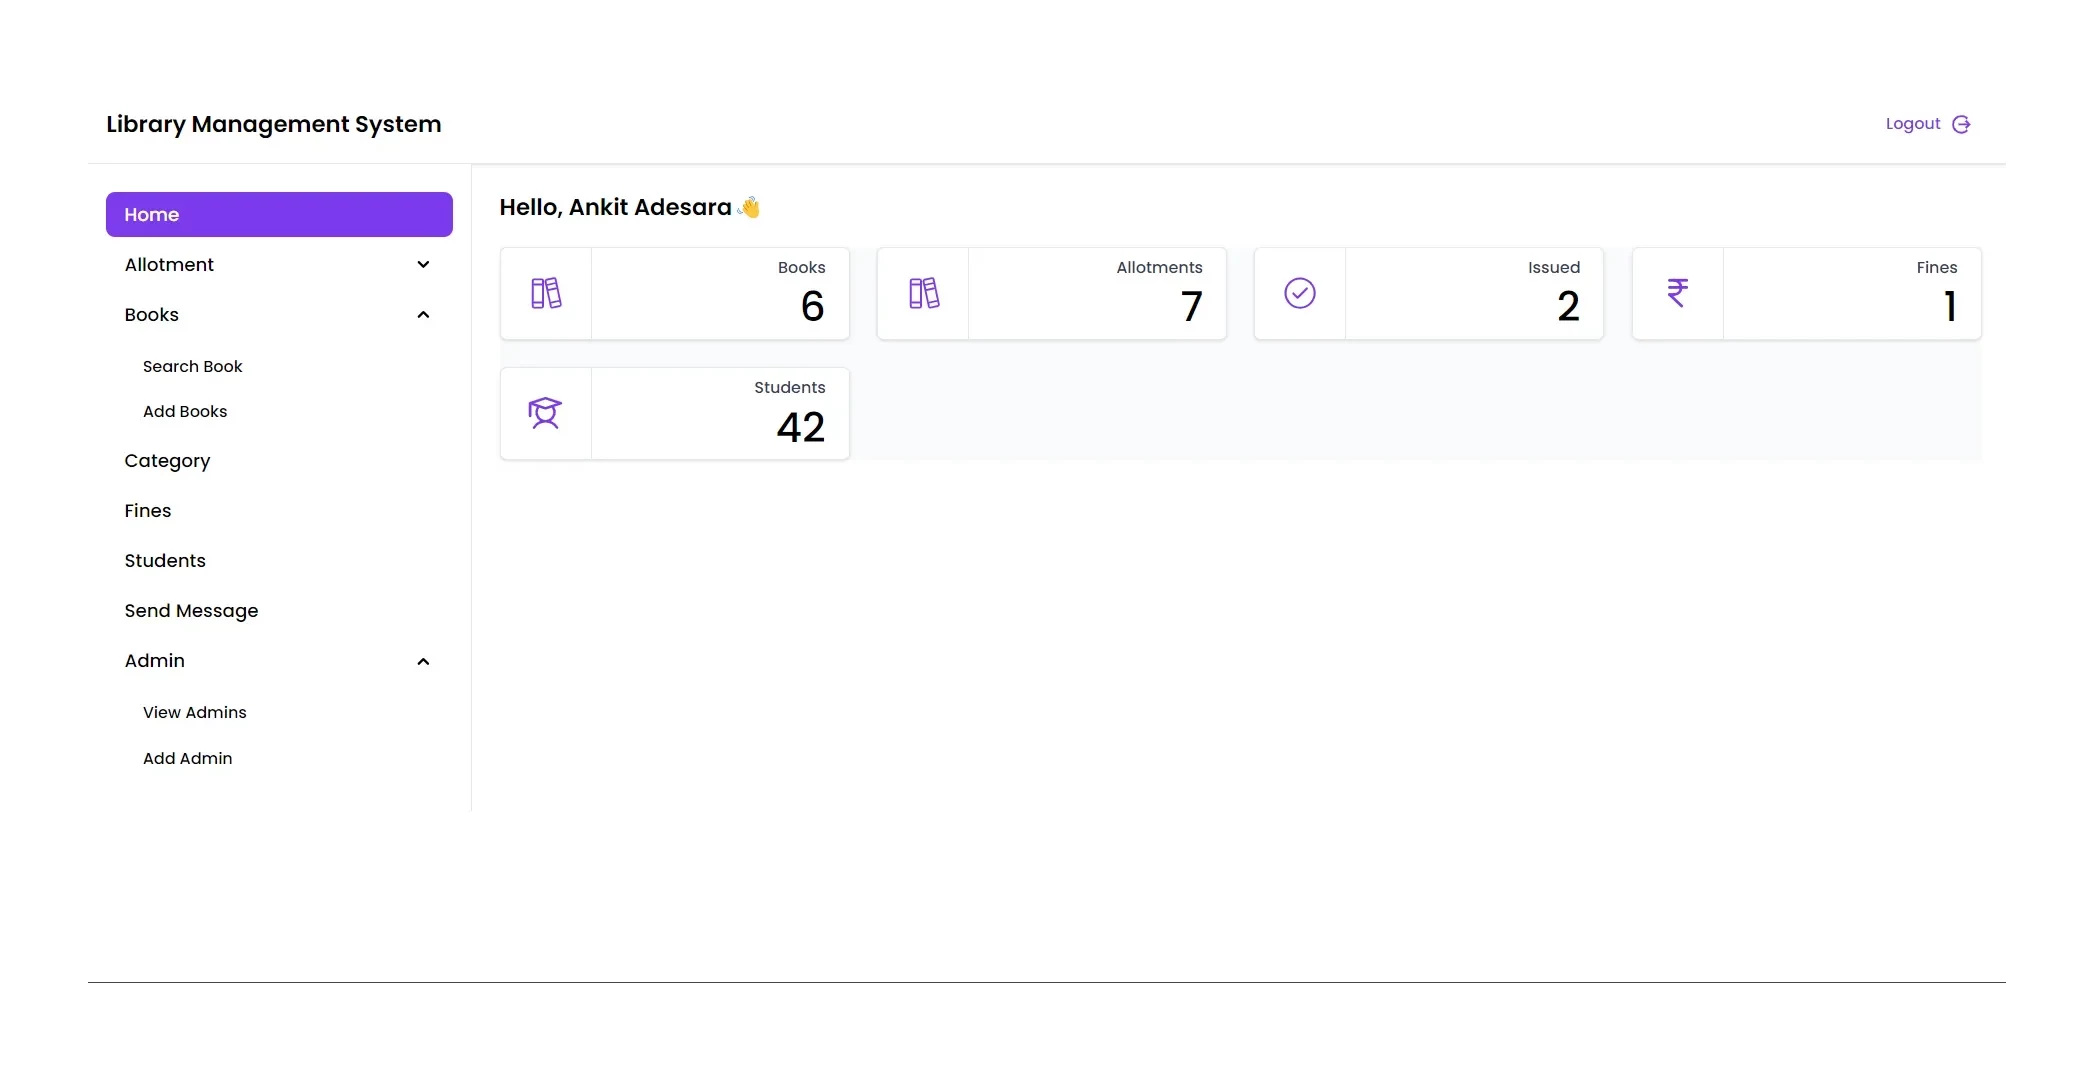 Library Management System
Logout
Home
Allotment
Books
Search Book
Add Books
Category
Fines
Students
Send Message
Admin
View Admins
Add Admin
Hello, Ankit Adesara 👋
Books
6
Allotments
7
Issued
2
Fines
₹
1
Students
42